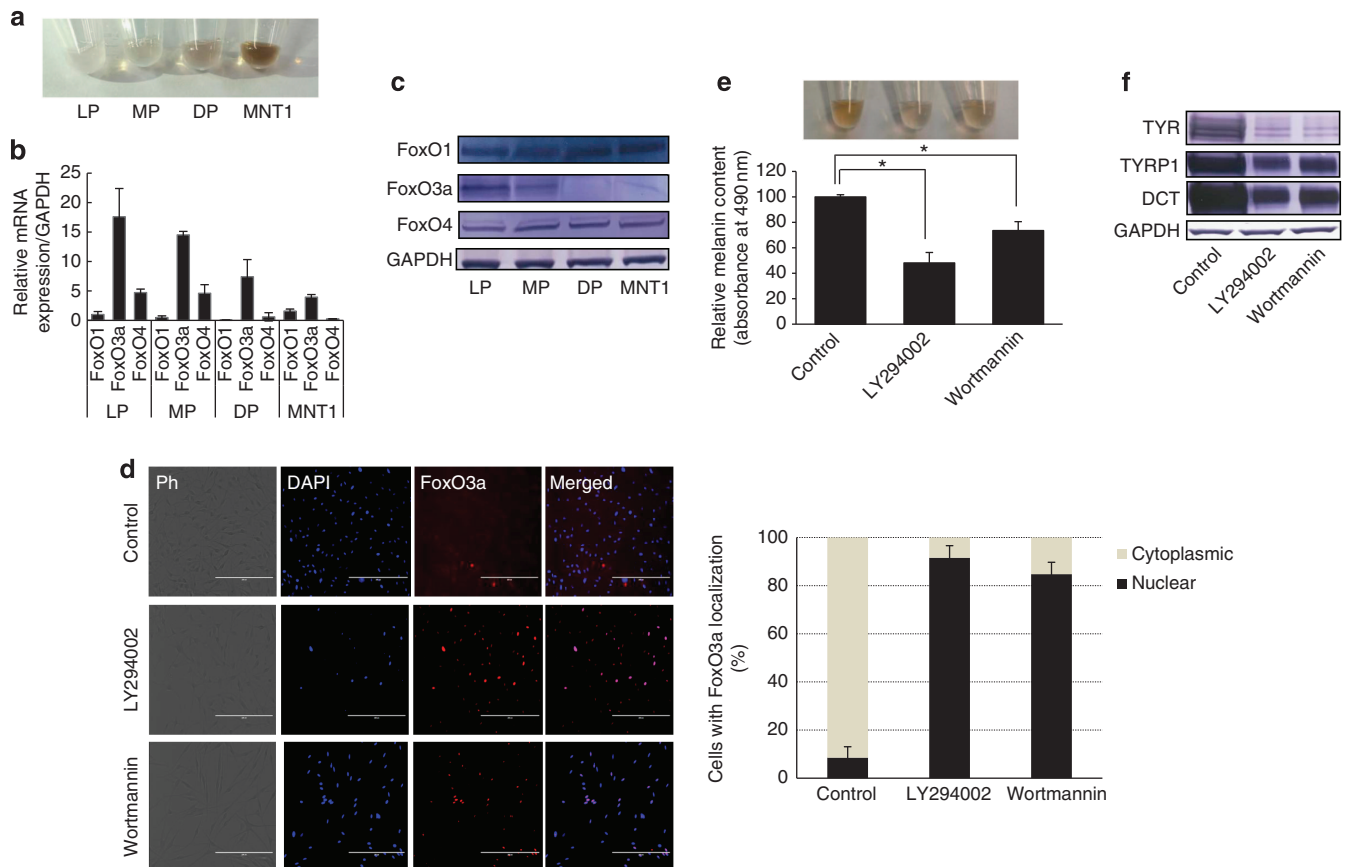 a
LP MP DP MNT1
b
Relative mRNA
expression/GAPDH
25
20
15
10
5
0
FoxO1
FoxO3a
FoxO4
FoxO1
FoxO3a
FoxO4
FoxO1
FoxO3a
FoxO4
FoxO1
FoxO3a
FoxO4
LP MP DP MNT1
c
FoxO1
FoxO3a
FoxO4
GAPDH
LP MP DP MNT1
e
Relative melanin content
(absorbance at 490 nm)
120
100
80
60
40
20
0
*
*
Control
LY294002
Wortmannin
f
TYR
TYRP1
DCT
GAPDH
Control
LY294002
Wortmannin
d
Ph DAPI FoxO3a Merged
Control
LY294002
Wortmannin
Cells with FoxO3a localization
(%)
100
80
60
40
20
0
Control LY294002 Wortmannin
Cytoplasmic
Nuclear